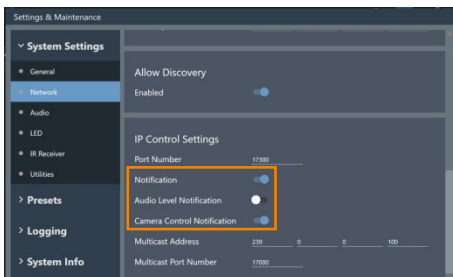 Settings & Maintenance
System Settings
General
Network
Audio
LED
IR Receiver
Utilities
Presets
Logging
System Info
Allow Discovery
Enabled
IP Control Settings
Port Number 17300
Notification
Audio Level Notification
Camera Control Notification
Multicast Address 239 0 0 100
Multicast Port Number 17000